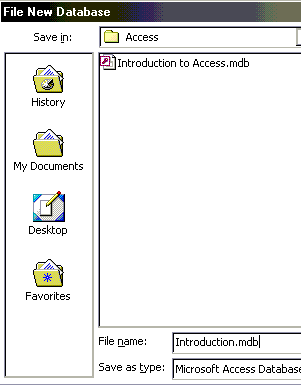 File New Database
Save in:
Access
Introduction to Access.mdb
History
My Documents
Desktop
Favorites
File name:
Introduction.mdb
Save as type:
Microsoft Access Database